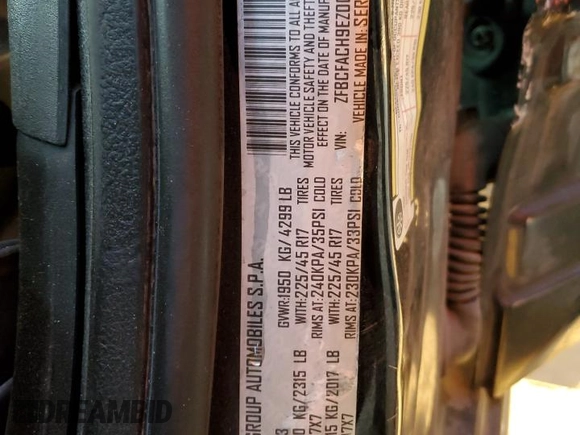 GROUP AUTOMOBILES S.P.A.
GVWR: 1950 KG/ 4299 LB
KG/2315 LB WITH:225/45 R17 TIRES
7X7 RIMS AT:240KPA/35PSI COLD
KG/2017 LB WITH:225/45 R17 TIRES
7X7 RIMS AT:230KPA/33PSI COLD
THIS VEHICLE CONFORMS TO ALL
MOTOR VEHICLE SAFETY AND THEFT
EFFECT ON THE DATE OF MANUF
VIN: ZFBCFACH9EZ0
VEHICLE MADE IN: SER
DREAMBID